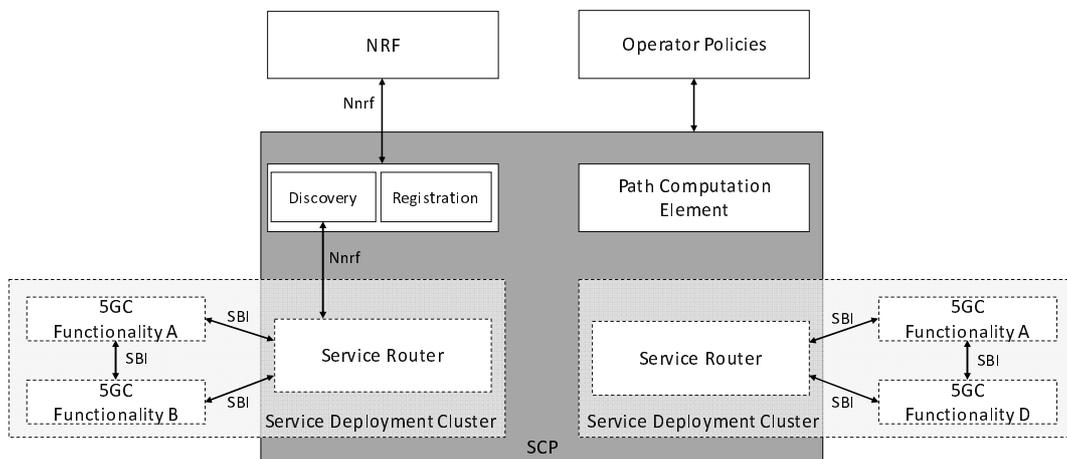 NRF
Operator Policies
Nnrf
Discovery
Registration
Path Computation
Element
Nnrf
5GC
Functionality A
SBI
SBI
5GC
Functionality B
SBI
Service Router
Service Deployment Cluster
Service Router
SBI
5GC
Functionality A
SBI
SBI
5GC
Functionality D
Service Deployment Cluster
SCP